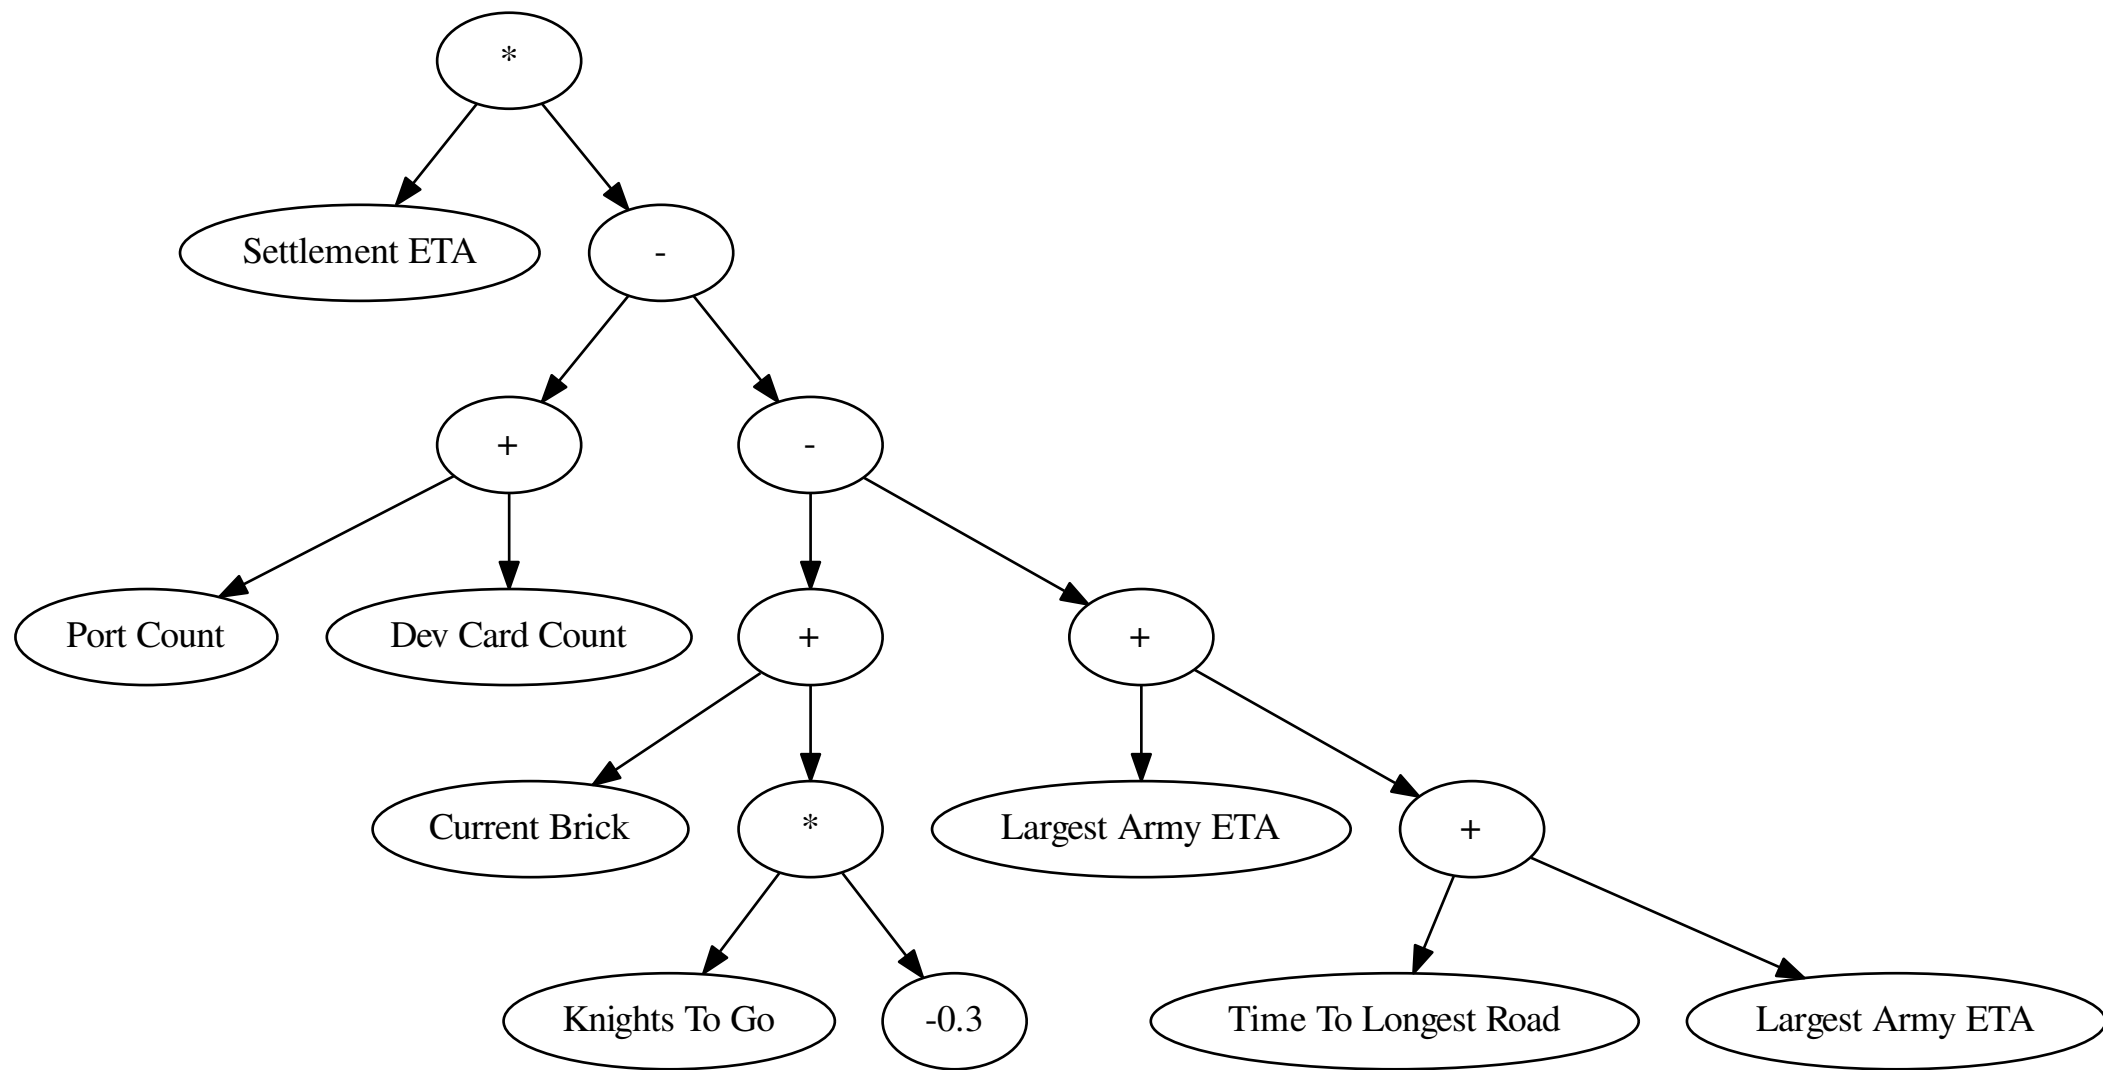 *
Settlement ETA
-
+
-
Port Count
Dev Card Count
+
+
Current Brick
*
Largest Army ETA
+
Knights To Go
-0.3
Time To Longest Road
Largest Army ETA